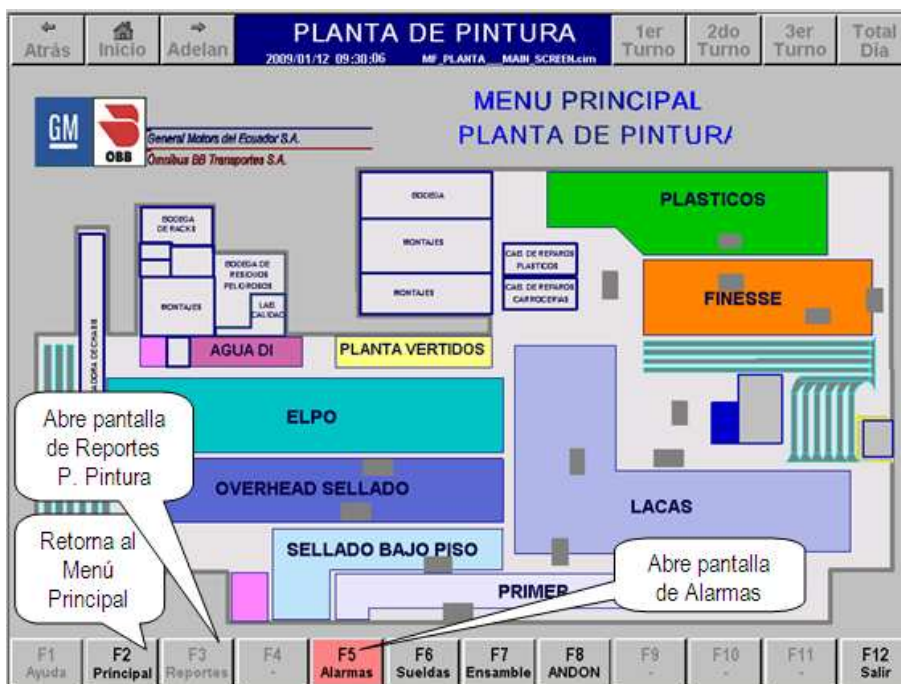 Atrás
Inicio
Adelan
PLANTA DE PINTURA
2009/01/12 09:30:06 MF_PLANTA__MAIN_SCREEN.cim
1er
Turno
2do
Turno
3er
Turno
Total
Día
MENU PRINCIPAL
PLANTA DE PINTURA
GM
OBB
General Motors del Ecuador S.A.
Ómnibus BB Transportes S.A.
BODEGA
DE RACKS
BODEGA DE
RESIDUOS
PELIGROSOS
MONTAJES
LAB.
CALIDAD
BODEGA
MONTAJES
MONTAJES
CAB. DE REPAROS
PLASTICOS
CAB. DE REPAROS
CARROCERIAS
PLASTICOS
FINESSE
ADORA DE CHASIS
AGUA DI
PLANTA VERTIDOS
ELPO
OVERHEAD SELLADO
LACAS
SELLADO BAJO PISO
PRIMER
Abre pantalla
de Reportes
P. Pintura
Retorna al
Menú
Principal
Abre pantalla
de Alarmas
F1
Ayuda
F2
Principal
F3
Reportes
F4
-
F5
Alarmas
F6
Sueldas
F7
Ensamble
F8
ANDON
F9
-
F10
-
F11
-
F12
Salir